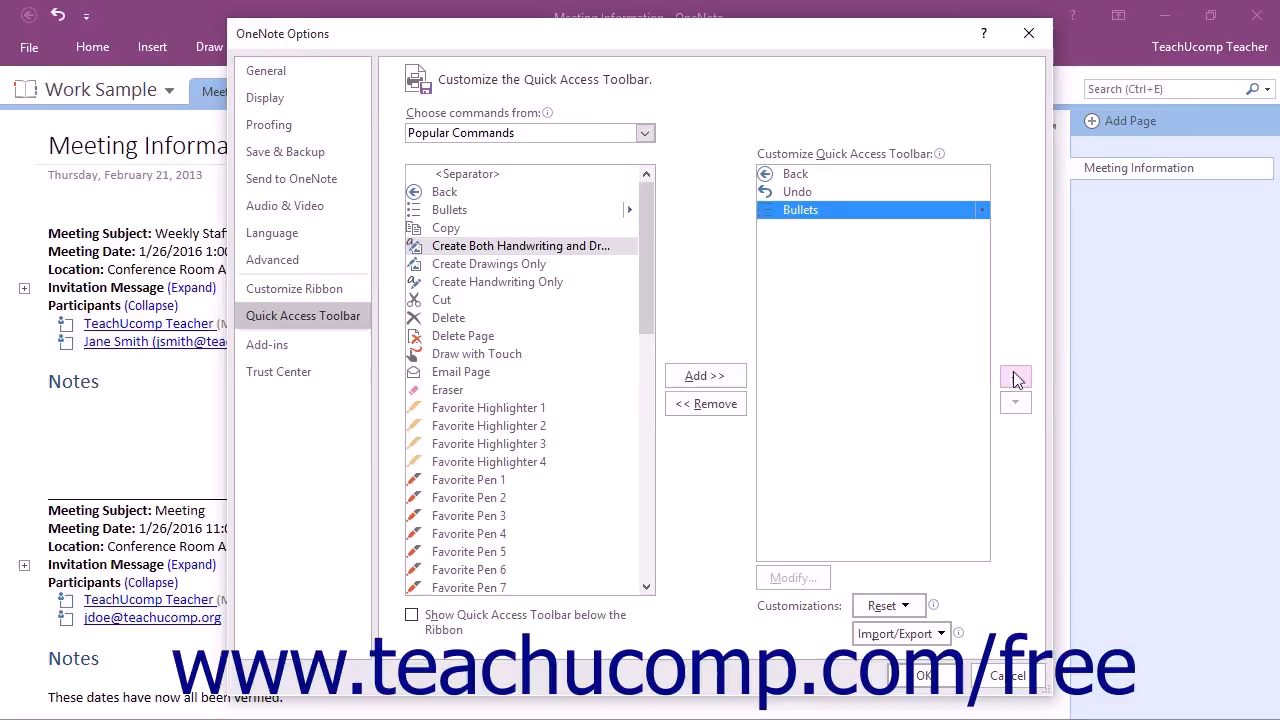 Meeting Information - OneNote
File
Home
Insert
Draw
TeachUcomp Teacher
OneNote Options
?
Work Sample
Mee
Search (Ctrl+E)
Add Page
Meeting Information
Meeting Informa
Thursday, February 21, 2013
Meeting Subject: Weekly Staf
Meeting Date: 1/26/2016 1:00
Location: Conference Room A
Invitation Message (Expand)
Participants (Collapse)
TeachUcomp Teacher (M
Jane Smith (jsmith@teac
Notes
Meeting Subject: Meeting
Meeting Date: 1/26/2016 11:0
Location: Conference Room A
Invitation Message (Expand)
Participants (Collapse)
TeachUcomp Teacher (M
jdoe@teachucomp.org
Notes
These dates have now all been verified.
General
Display
Proofing
Save & Backup
Send to OneNote
Audio & Video
Language
Advanced
Customize Ribbon
Quick Access Toolbar
Add-ins
Trust Center
Customize the Quick Access Toolbar.
Choose commands from:
Popular Commands
<Separator>
Back
Bullets
Copy
Create Both Handwriting and Dr...
Create Drawings Only
Create Handwriting Only
Cut
Delete
Delete Page
Draw with Touch
Email Page
Eraser
Favorite Highlighter 1
Favorite Highlighter 2
Favorite Highlighter 3
Favorite Highlighter 4
Favorite Pen 1
Favorite Pen 2
Favorite Pen 3
Favorite Pen 4
Favorite Pen 5
Favorite Pen 6
Favorite Pen 7
Show Quick Access Toolbar below the
Ribbon
Add >>
<< Remove
Customize Quick Access Toolbar:
Back
Undo
Bullets
Modify...
Customizations:
Reset
Import/Export
OK
Cancel
www.teachucomp.com/free